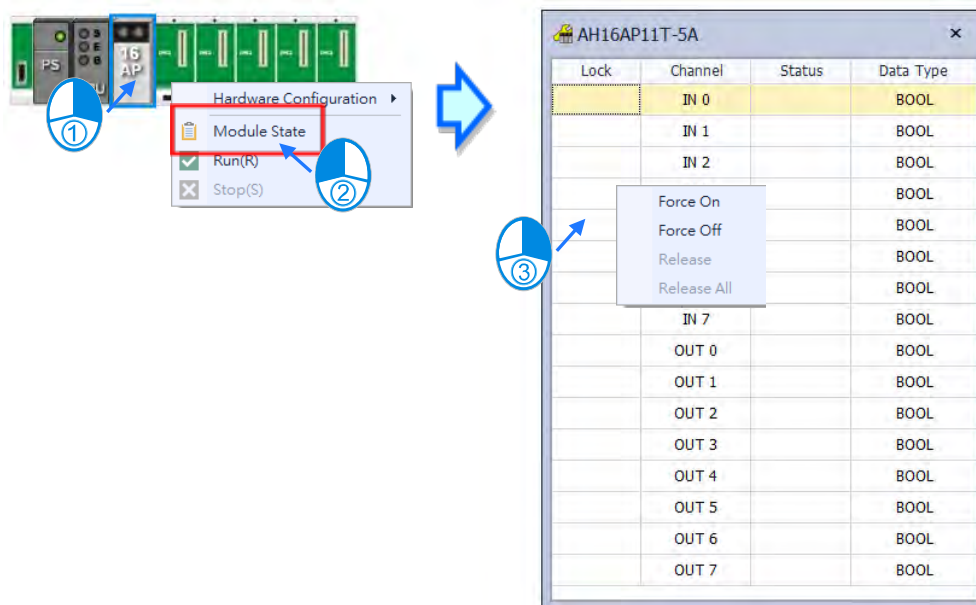 PS
16
AP
Hardware Configuration
Module State
Run(R)
Stop(S)
①
②
AH16AP11T-5A
Lock Channel Status Data Type
IN 0 BOOL
IN 1 BOOL
IN 2 BOOL
BOOL
BOOL
BOOL
BOOL
Force On
Force Off
Release
Release All
③
IN 7 BOOL
OUT 0 BOOL
OUT 1 BOOL
OUT 2 BOOL
OUT 3 BOOL
OUT 4 BOOL
OUT 5 BOOL
OUT 6 BOOL
OUT 7 BOOL